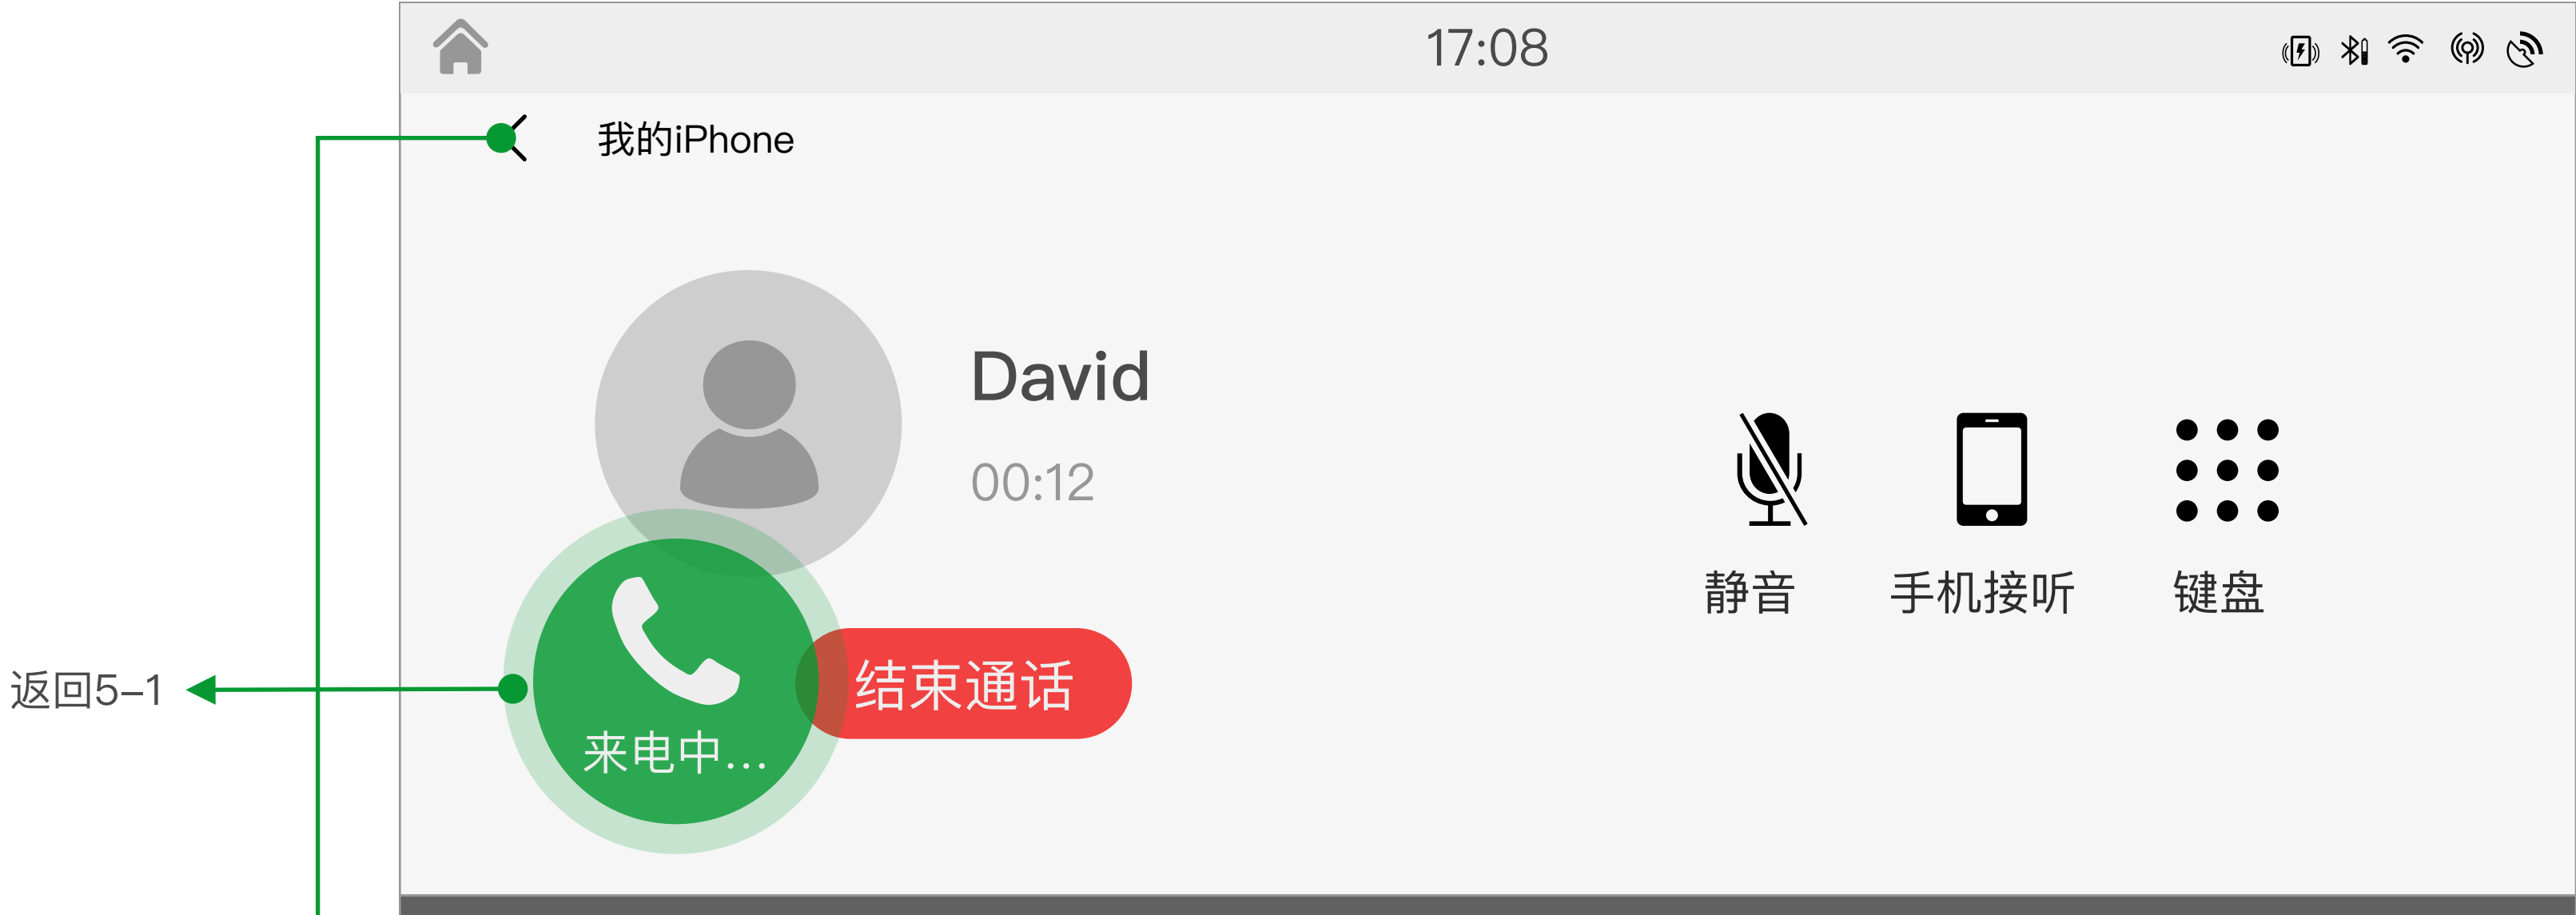 17:08
我的iPhone
David
00:12
静音
手机接听
键盘
返回5-1
结束通话
来电中...